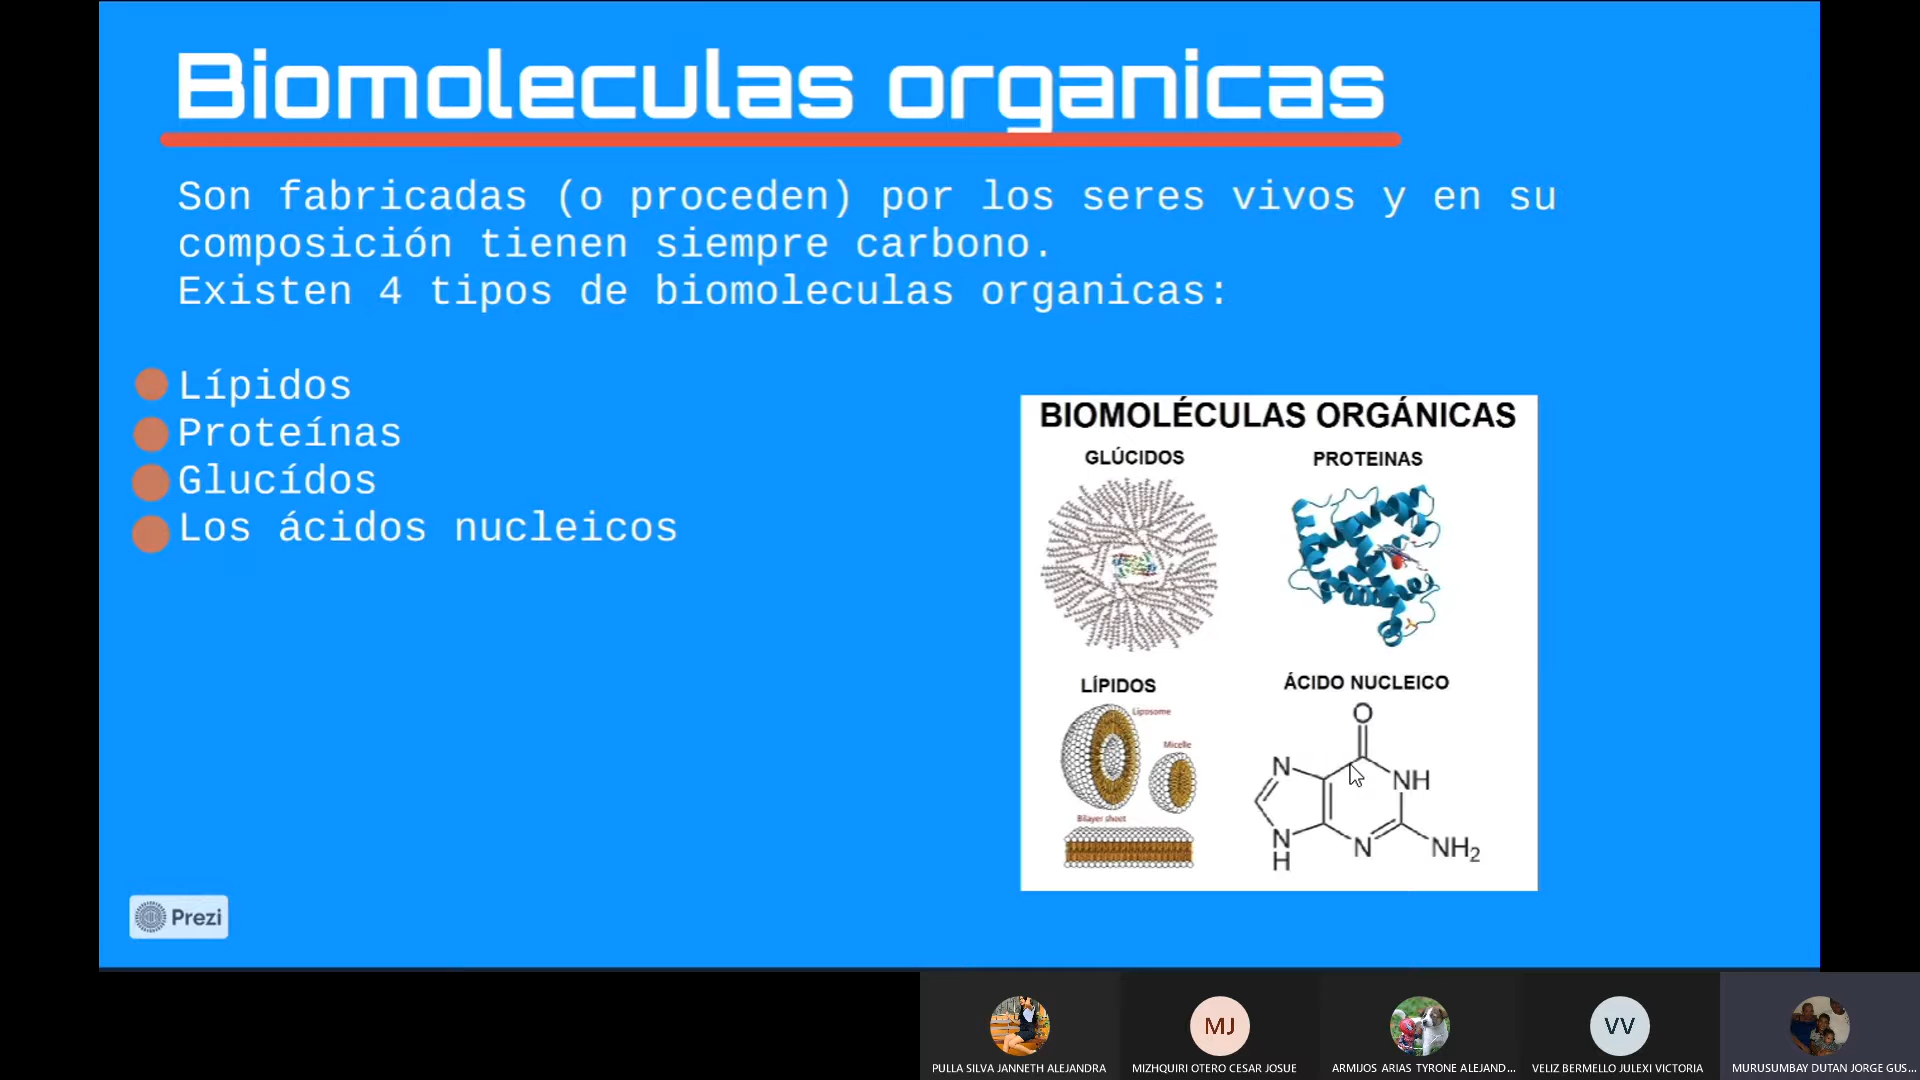 Biomoleculas organicas
Son fabricadas (o proceden) por los seres vivos y en su
composición tienen siempre carbono.
Existen 4 tipos de biomoleculas organicas:
Lípidos
Proteínas
Glucídos
Los ácidos nucleicos
BIOMOLÉCULAS ORGÁNICAS
GLÚCIDOS
PROTEINAS
LÍPIDOS
Liposome
Micelle
Bilayer sheet
ÁCIDO NUCLEICO
O
N
NH
N
H
N
NH₂
Prezi
PULLA SILVA JANNETH ALEJANDRA
MJ
MIZHQUIRI OTERO CESAR JOSUE
ARMIJOS ARIAS TYRONE ALEJAND...
VV
VELIZ BERMELLO JULEXI VICTORIA
MURUSUMBAY DUTAN JORGE GUS...